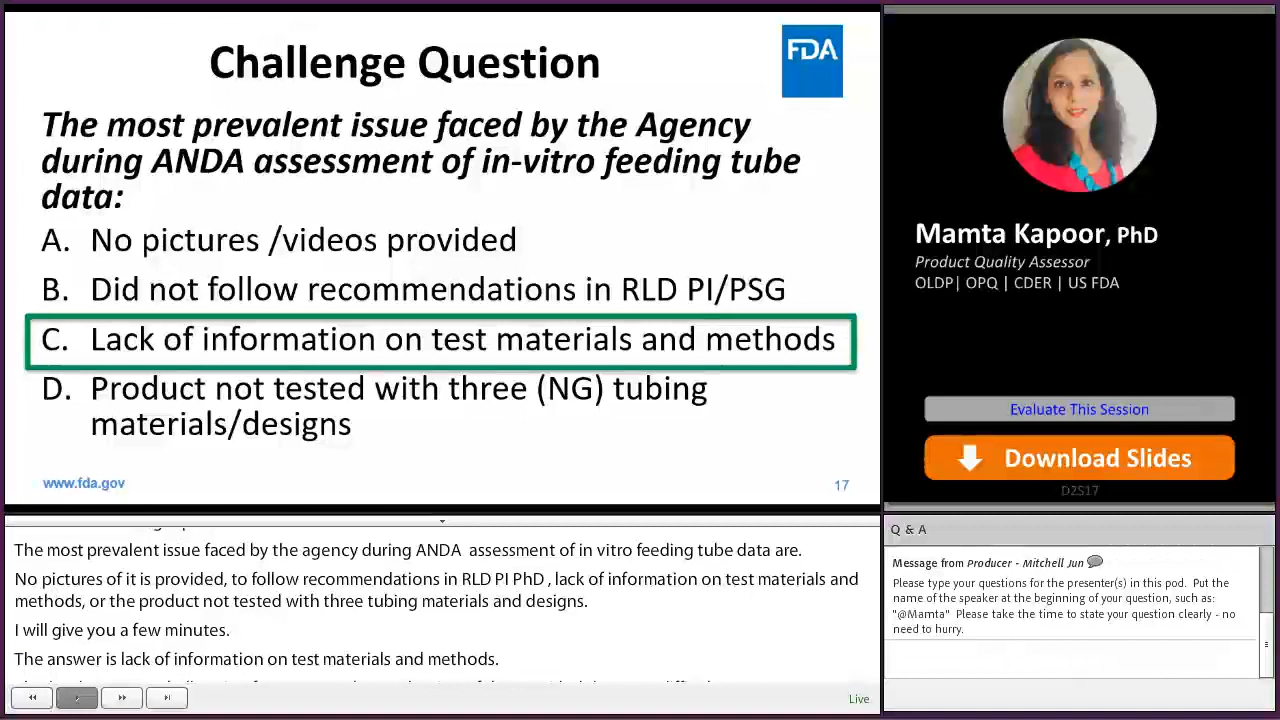 Challenge Question
FDA
The most prevalent issue faced by the Agency
during ANDA assessment of in-vitro feeding tube
data:
A. No pictures /videos provided
B. Did not follow recommendations in RLD PI/PSG
C. Lack of information on test materials and methods
D. Product not tested with three (NG) tubing
materials/designs
www.fda.gov
17
Mamta Kapoor, PhD
Product Quality Assessor
OLDP| OPQ | CDER | US FDA
Evaluate This Session
Download Slides
D2S17
The most prevalent issue faced by the agency during ANDA assessment of in vitro feeding tube data are.
No pictures of it is provided, to follow recommendations in RLD PI PhD , lack of information on test materials and
methods, or the product not tested with three tubing materials and designs.
I will give you a few minutes.
The answer is lack of information on test materials and methods.
Live
Q & A
Message from Producer - Mitchell Jun
Please type your questions for the presenter(s) in this pod. Put the
name of the speaker at the beginning of your question, such as:
"@Mamta" Please take the time to state your question clearly - no
need to hurry.